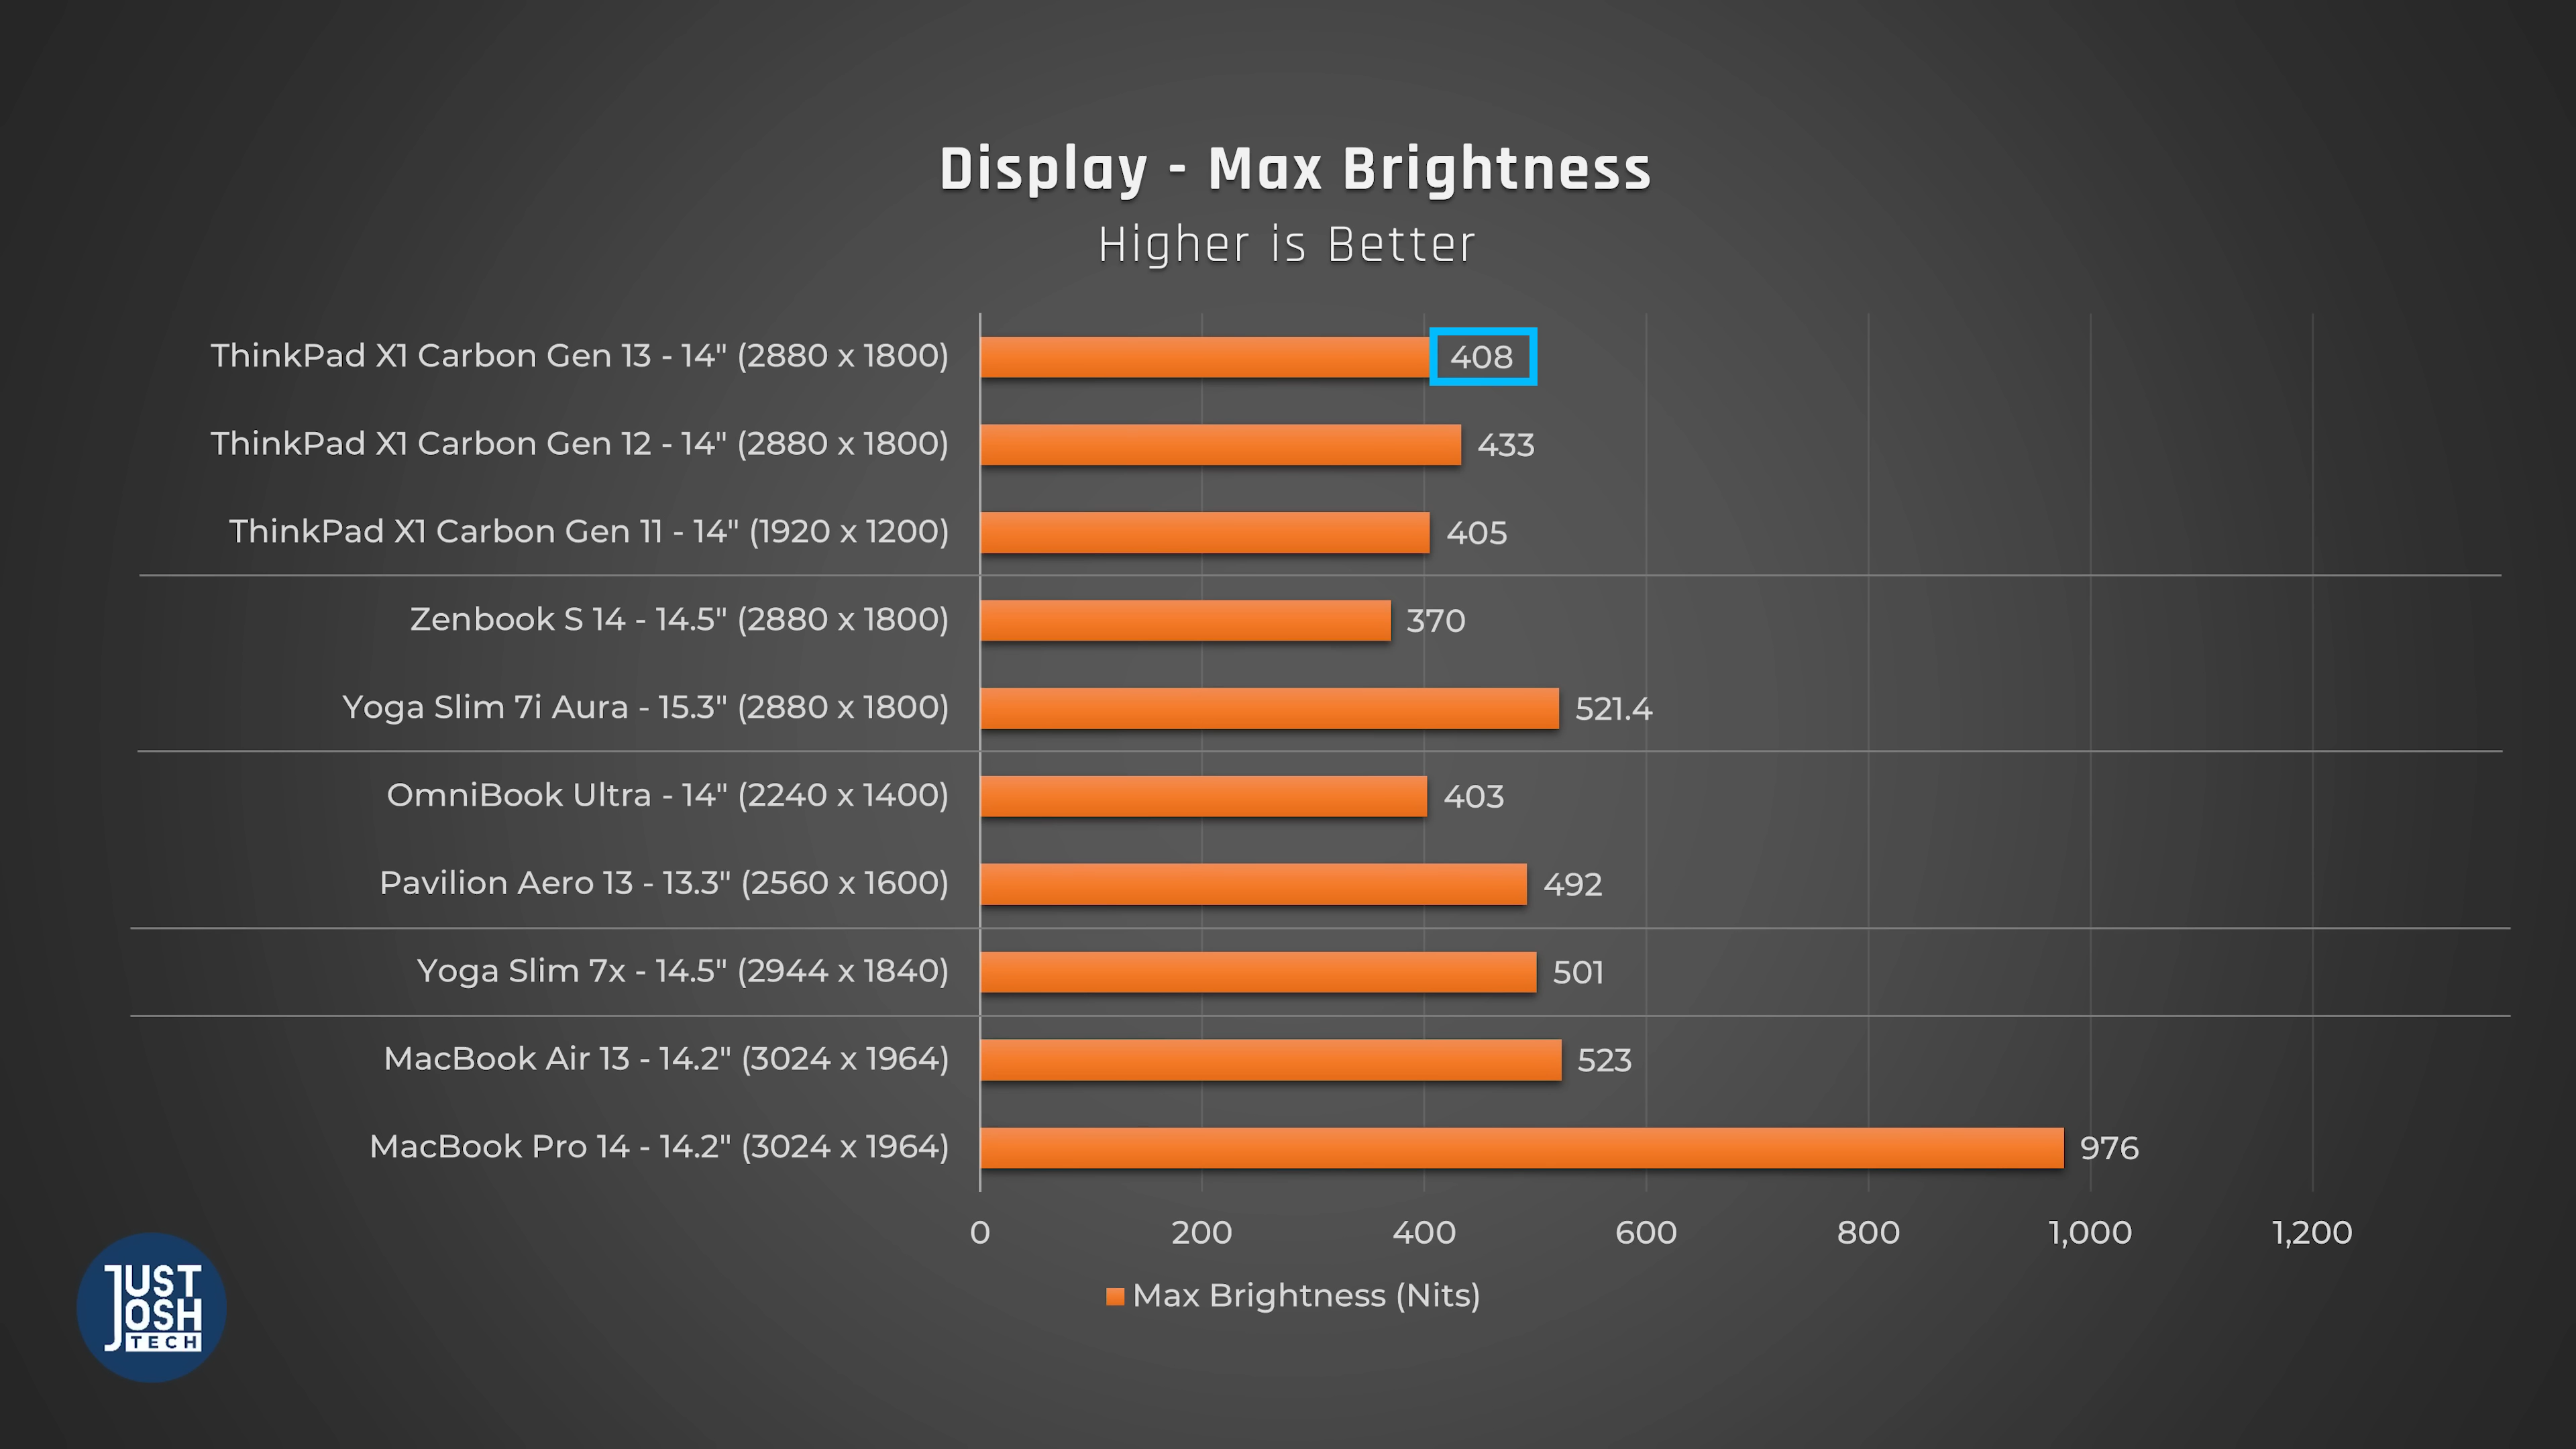 Display - Max Brightness
Higher is Better
ThinkPad X1 Carbon Gen 13 - 14" (2880 x 1800) 408
ThinkPad X1 Carbon Gen 12 - 14" (2880 x 1800) 433
ThinkPad X1 Carbon Gen 11 - 14" (1920 x 1200) 405
Zenbook S 14 - 14.5" (2880 x 1800) 370
Yoga Slim 7i Aura - 15.3" (2880 x 1800) 521.4
OmniBook Ultra - 14" (2240 x 1400) 403
Pavilion Aero 13 - 13.3" (2560 x 1600) 492
Yoga Slim 7x - 14.5" (2944 x 1840) 501
MacBook Air 13 - 14.2" (3024 x 1964) 523
MacBook Pro 14 - 14.2" (3024 x 1964) 976
0 200 400 600 800 1,000 1,200
Max Brightness (Nits)
JUST
JOSH
TECH